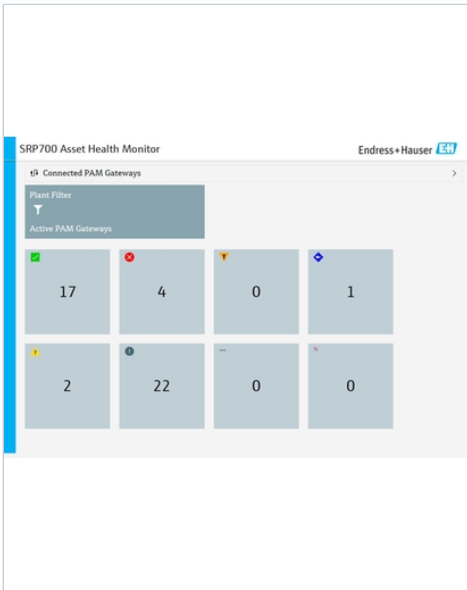 SRP700 Asset Health Monitor
Endress+Hauser EH
Connected PAM Gateways
Plant Filter
Active PAM Gateways
17
4
0
1
2
22
0
0